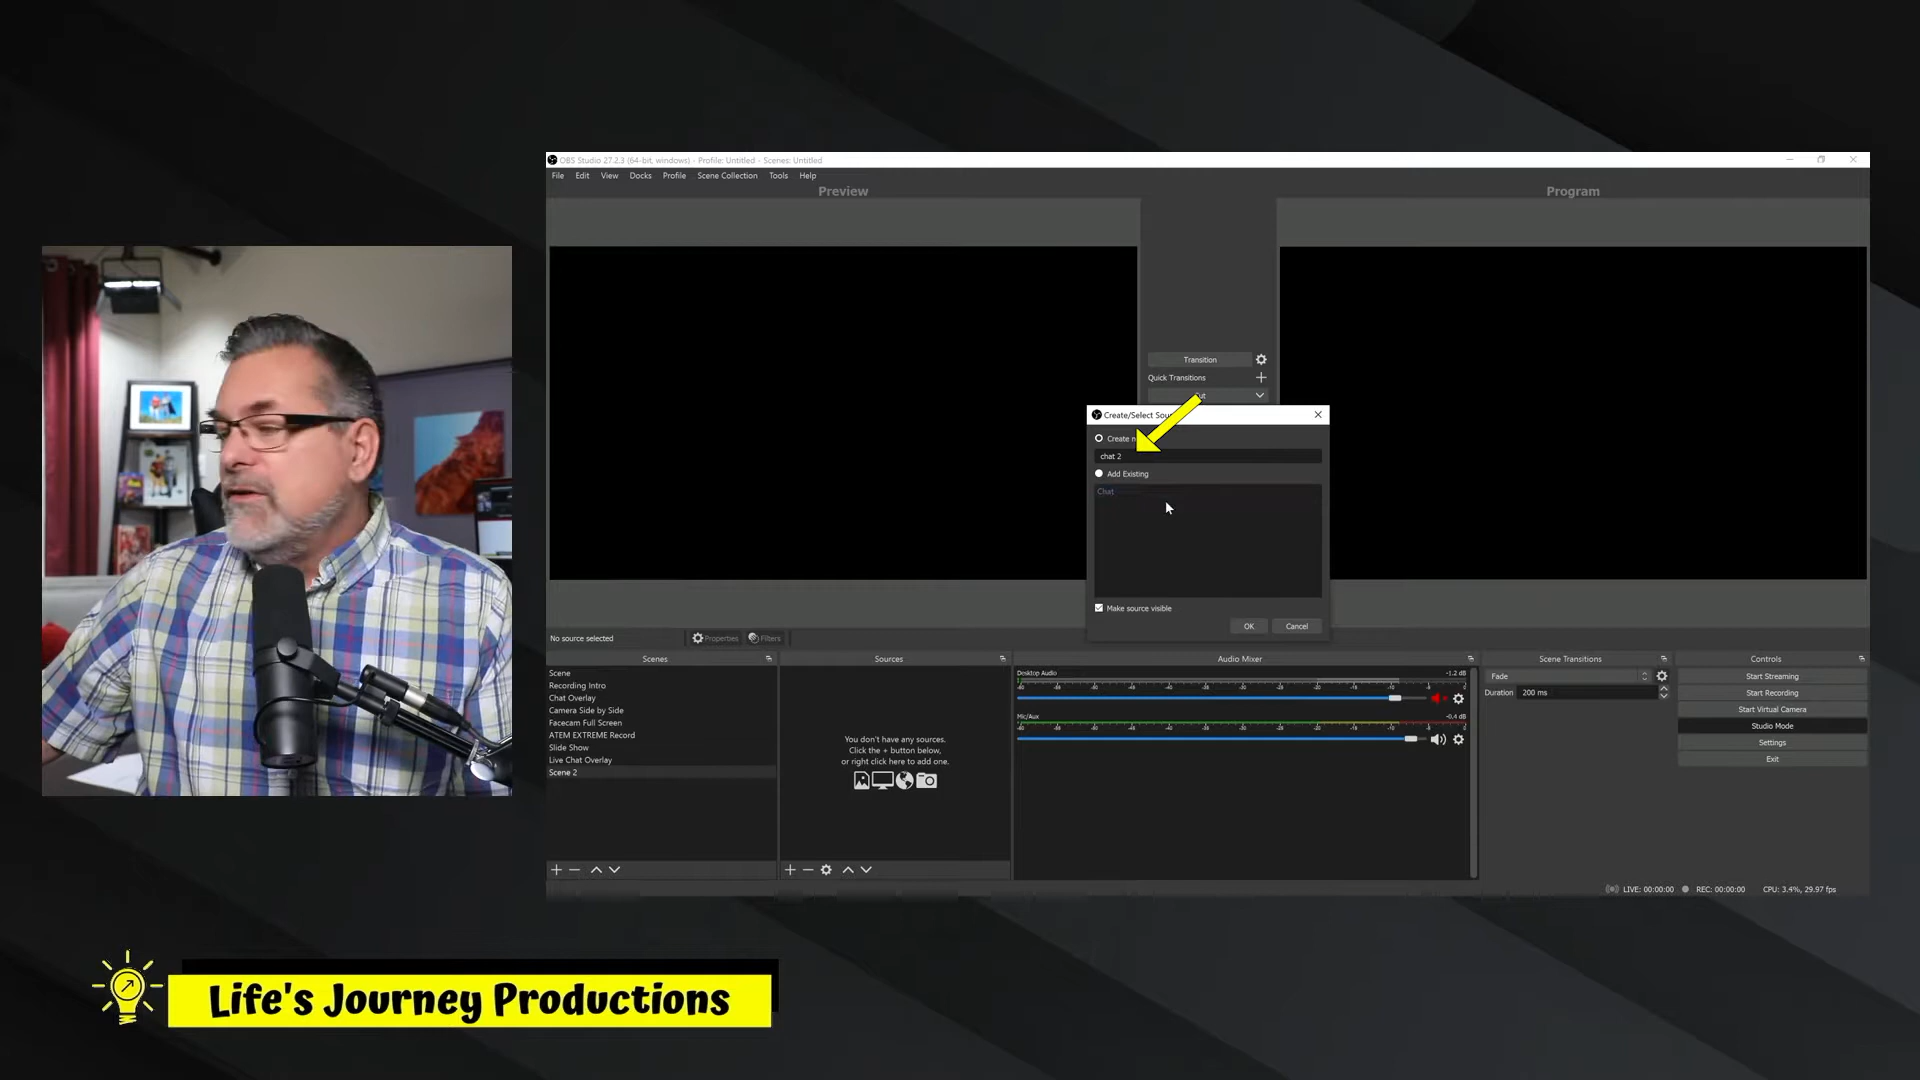 OBS Studio 27.2.3 (64-bit, windows) - Profile: Untitled - Scenes: Untitled
File Edit View Docks Profile Scene Collection Tools Help
Preview
Program
Transition
Quick Transitions
Create/Select
Create
chat 2
Add Existing
Chat
Make source visible
OK Cancel
No source selected
Properties
Filters
Scenes
Scene
Recording Intro
Chat Overlay
Camera Side by Side
Facecam Full Screen
ATEM EXTREME Record
Slide Show
Live Chat Overlay
Scene 2
Sources
You don't have any sources.
Click the + button below,
or right click here to add one.
Audio Mixer
Desktop Audio -1.2 dB
Mic/Aux -0.4 dB
Scene Transitions
Fade
Duration 200 ms
Controls
Start Streaming
Start Recording
Start Virtual Camera
Studio Mode
Settings
Exit
LIVE: 00:00:00 REC: 00:00:00 CPU: 3.4%, 29.97 fps
Life's Journey Productions